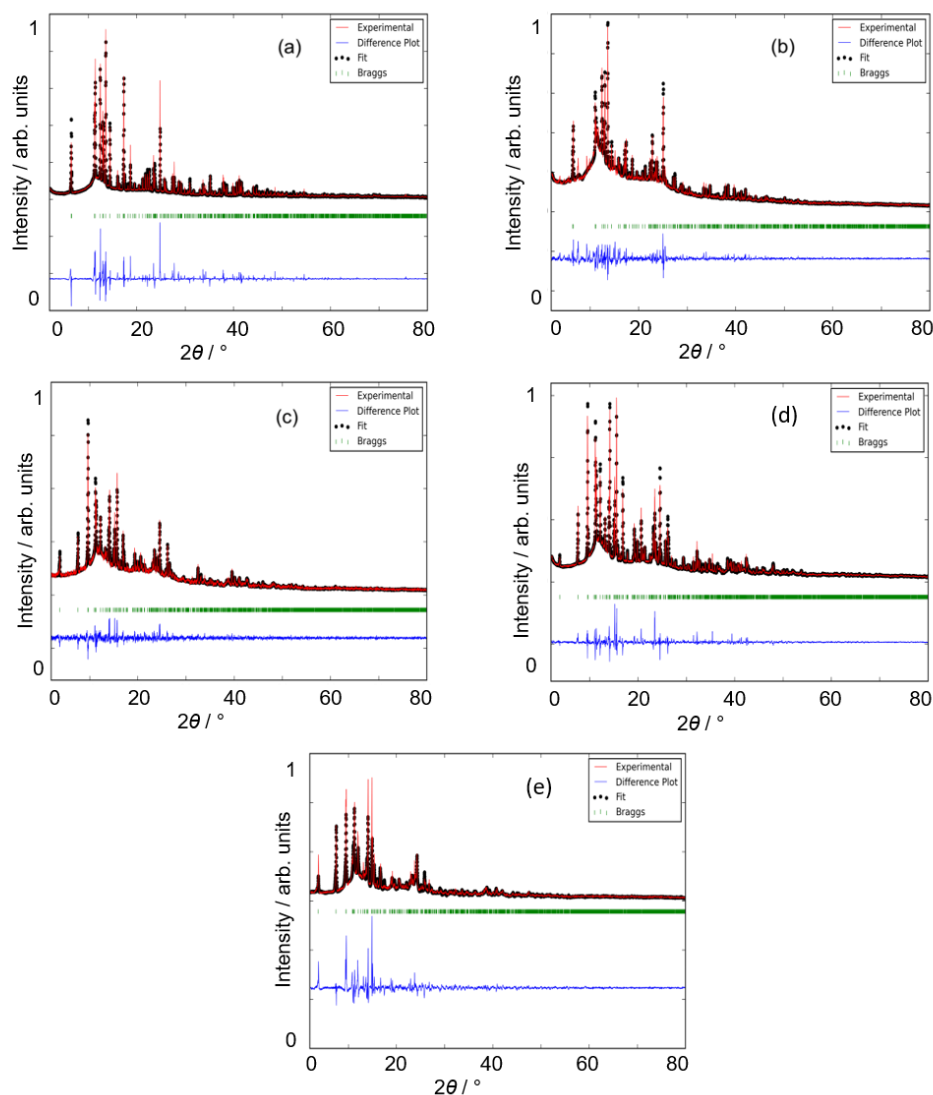 1
(a)
Experimental
Difference Plot
Fit
Braggs
Intensity / arb. units
0
0 20 40 60 80
2θ / °
1
(b)
Experimental
Difference Plot
Fit
Braggs
Intensity / arb. units
0
0 20 40 60 80
2θ / °
1
(c)
Experimental
Difference Plot
Fit
Braggs
Intensity / arb. units
0
0 20 40 60 80
2θ / °
1
(d)
Experimental
Difference Plot
Fit
Braggs
Intensity / arb. units
0
0 20 40 60 80
2θ / °
1
(e)
Experimental
Difference Plot
Fit
Braggs
Intensity / arb. units
0
0 20 40 60 80
2θ / °